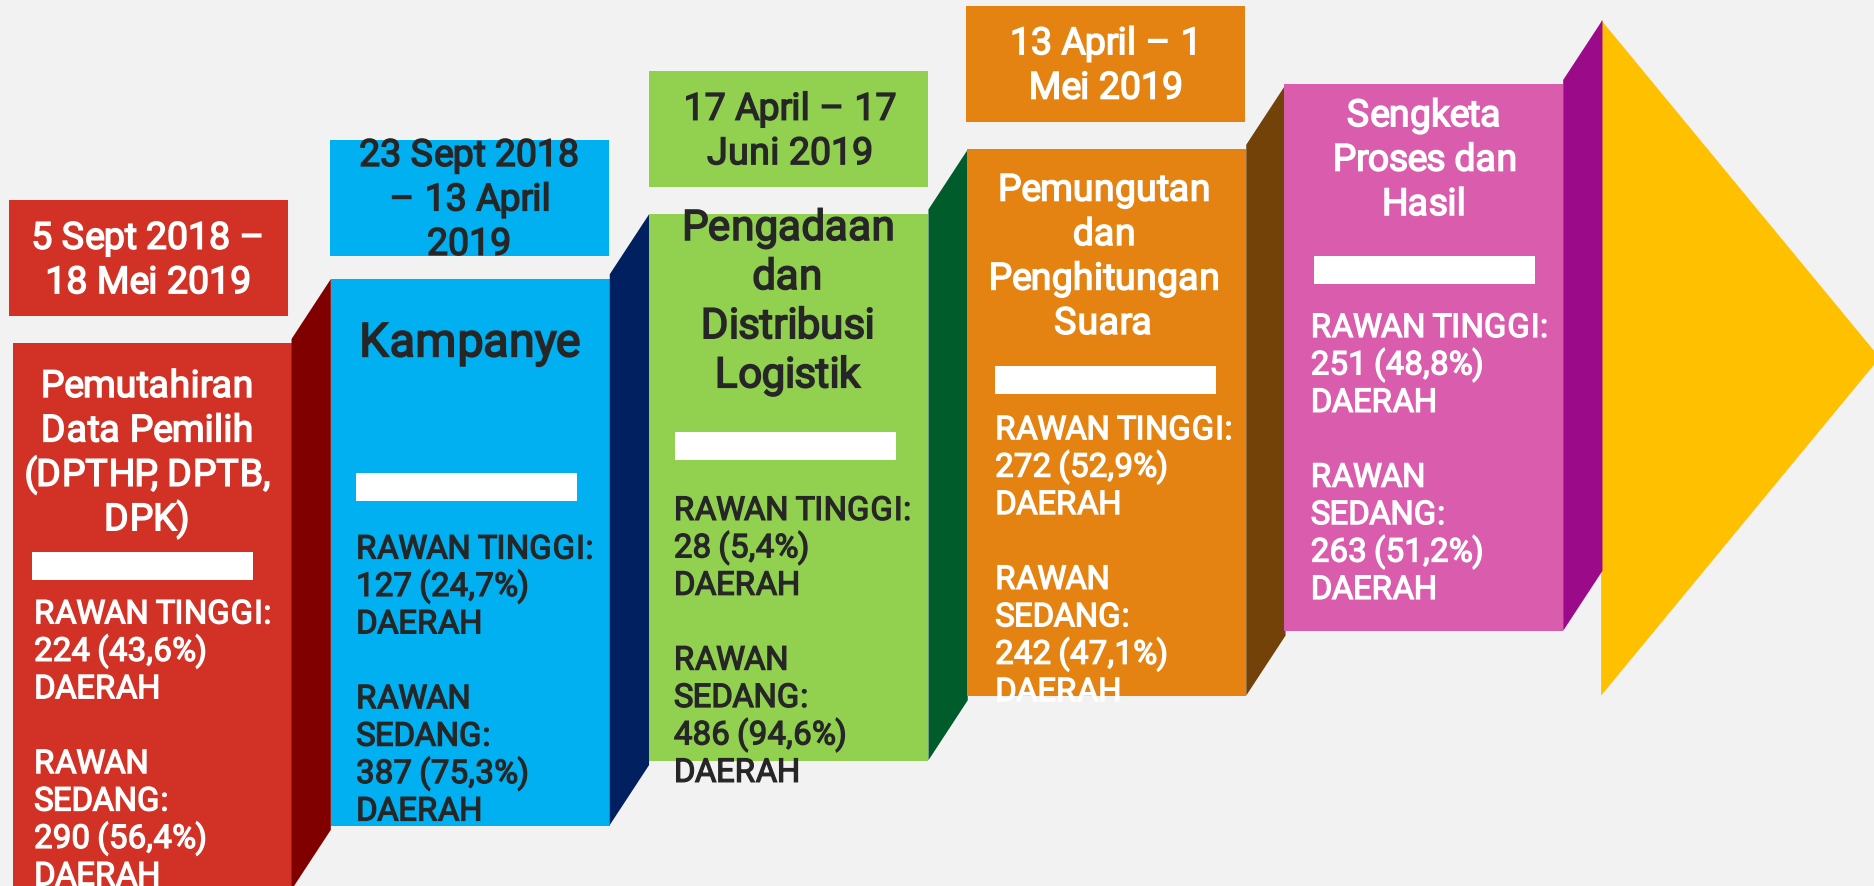 5 Sept 2018 –
18 Mei 2019
Pemutahiran
Data Pemilih
(DPTHP, DPTB,
DPK)
RAWAN TINGGI:
224 (43,6%)
DAERAH
RAWAN
SEDANG:
290 (56,4%)
DAERAH
23 Sept 2018
– 13 April
2019
Kampanye
RAWAN TINGGI:
127 (24,7%)
DAERAH
RAWAN
SEDANG:
387 (75,3%)
DAERAH
17 April – 17
Juni 2019
Pengadaan
dan
Distribusi
Logistik
RAWAN TINGGI:
28 (5,4%)
DAERAH
RAWAN
SEDANG:
486 (94,6%)
DAERAH
13 April – 1
Mei 2019
Pemungutan
dan
Penghitungan
Suara
RAWAN TINGGI:
272 (52,9%)
DAERAH
RAWAN
SEDANG:
242 (47,1%)
DAERAH
Sengketa
Proses dan
Hasil
RAWAN TINGGI:
251 (48,8%)
DAERAH
RAWAN
SEDANG:
263 (51,2%)
DAERAH